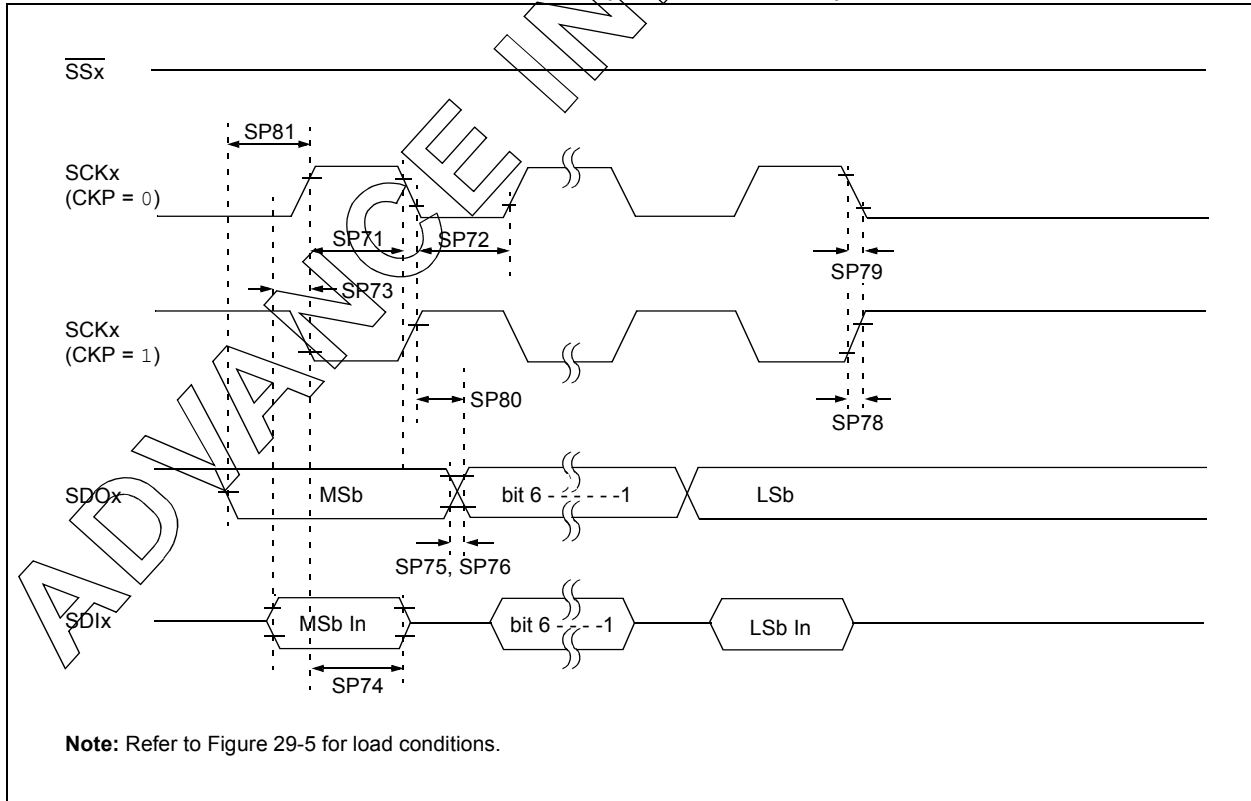 SSx
SP81
SCKx
(CKP = 0)
SP71
SP72
SP79
SP73
SCKx
(CKP = 1)
SP80
SP78
SDOx
MSb
bit 6 - - - - - - -1
LSb
SP75, SP76
SDIx
MSb In
bit 6 - - - - -1
LSb In
SP74
Note: Refer to Figure 29-5 for load conditions.
ADVANCE IN